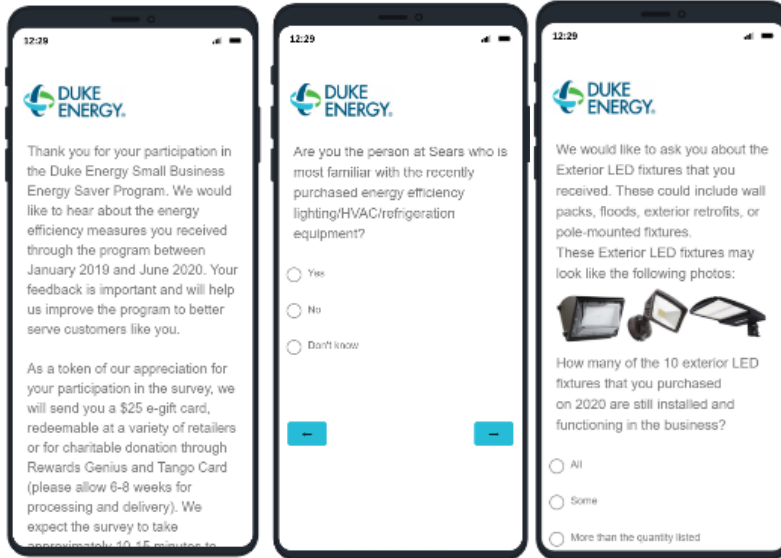 12:29
DUKE
ENERGY.
Thank you for your participation in
the Duke Energy Small Business
Energy Saver Program. We would
like to hear about the energy
efficiency measures you received
through the program between
January 2019 and June 2020. Your
feedback is important and will help
us improve the program to better
serve customers like you.
As a token of our appreciation for
your participation in the survey, we
will send you a $25 e-gift card,
redeemable at a variety of retailers
or for charitable donation through
Rewards Genius and Tango Card
(please allow 6-8 weeks for
processing and delivery). We
expect the survey to take
approximately 10-15 minutes to
12:29
DUKE
ENERGY.
Are you the person at Sears who is
most familiar with the recently
purchased energy efficiency
lighting/HVAC/refrigeration
equipment?
Yes
No
Don't know
←
→
12:29
DUKE
ENERGY.
We would like to ask you about the
Exterior LED fixtures that you
received. These could include wall
packs, floods, exterior retrofits, or
pole-mounted fixtures.
These Exterior LED fixtures may
look like the following photos:
How many of the 10 exterior LED
fixtures that you purchased
on 2020 are still installed and
functioning in the business?
All
Some
More than the quantity listed